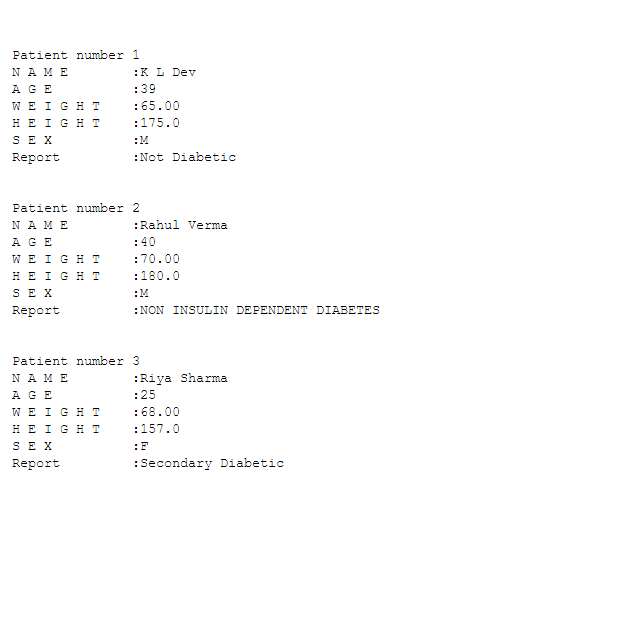 Patient number 1
N A M E :K L Dev
A G E :39
W E I G H T :65.00
H E I G H T :175.0
S E X :M
Report :Not Diabetic
Patient number 2
N A M E :Rahul Verma
A G E :40
W E I G H T :70.00
H E I G H T :180.0
S E X :M
Report :NON INSULIN DEPENDENT DIABETES
Patient number 3
N A M E :Riya Sharma
A G E :25
W E I G H T :68.00
H E I G H T :157.0
S E X :F
Report :Secondary Diabetic